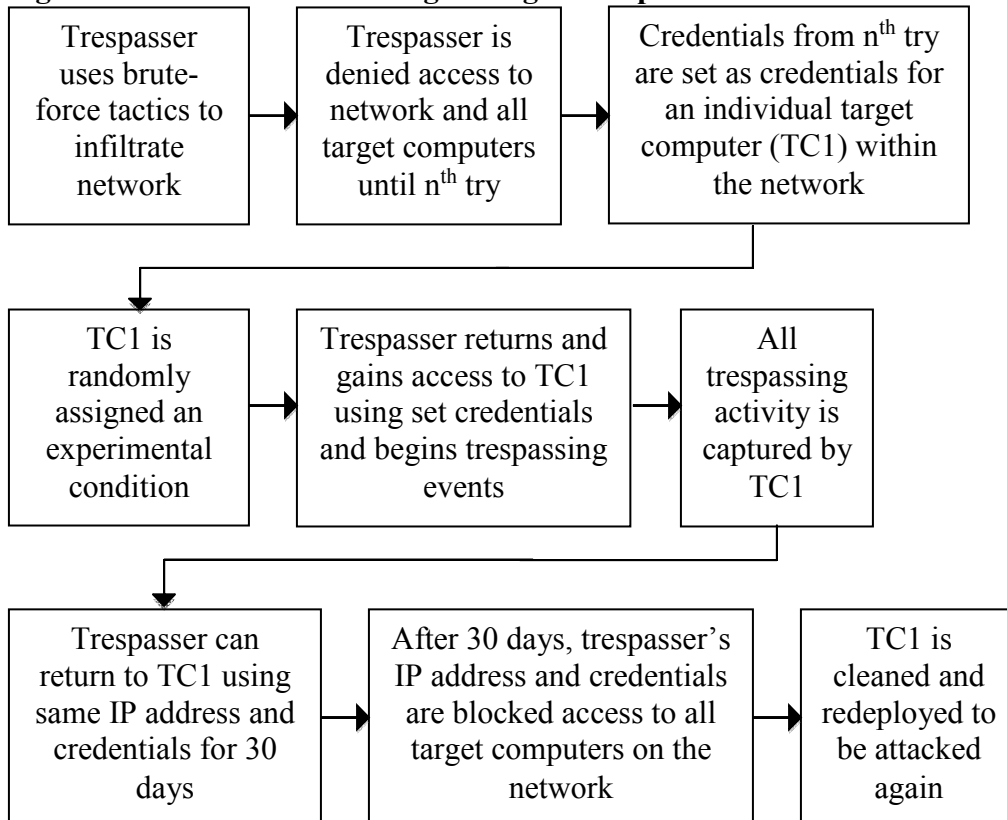 Trespasser
uses brute-
force tactics to
infiltrate
network
Trespasser is
denied access to
network and all
target computers
until nth try
Credentials from nth try
are set as credentials for
an individual target
computer (TC1) within
the network
TC1 is
randomly
assigned an
experimental
condition
Trespasser returns and
gains access to TC1
using set credentials
and begins trespassing
events
All
trespassing
activity is
captured by
TC1
Trespasser can
return to TC1 using
same IP address and
credentials for 30
days
After 30 days, trespasser’s
IP address and credentials
are blocked access to all
target computers on the
network
TC1 is
cleaned and
redeployed to
be attacked
again